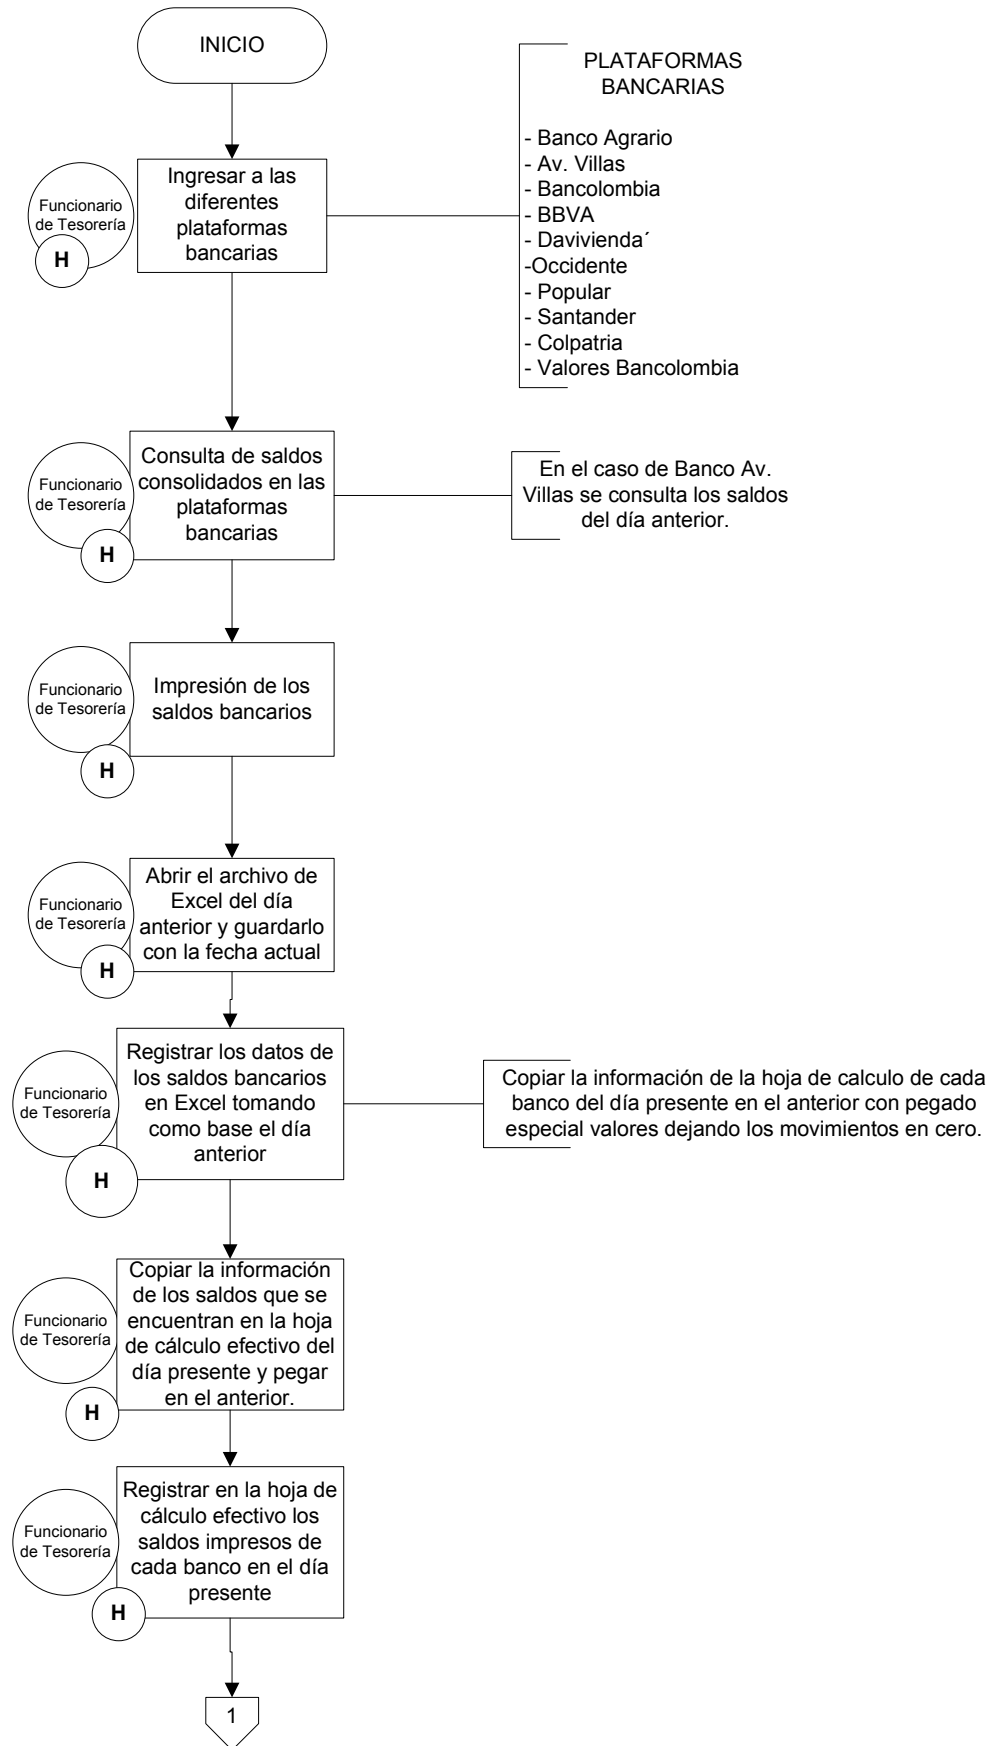 INICIO
PLATAFORMAS
BANCARIAS
- Banco Agrario
- Av. Villas
- Bancolombia
- BBVA
- Davivienda´
-Occidente
- Popular
- Santander
- Colpatria
- Valores Bancolombia
Funcionario
de Tesorería
H
Ingresar a las
diferentes
plataformas
bancarias
Funcionario
de Tesorería
H
Consulta de saldos
consolidados en las
plataformas
bancarias
En el caso de Banco Av.
Villas se consulta los saldos
del día anterior.
Funcionario
de Tesorería
H
Impresión de los
saldos bancarios
Funcionario
de Tesorería
H
Abrir el archivo de
Excel del día
anterior y guardarlo
con la fecha actual
Funcionario
de Tesorería
H
Registrar los datos de
los saldos bancarios
en Excel tomando
como base el día
anterior
Copiar la información de la hoja de calculo de cada
banco del día presente en el anterior con pegado
especial valores dejando los movimientos en cero.
Funcionario
de Tesorería
H
Copiar la información
de los saldos que se
encuentran en la hoja
de cálculo efectivo del
día presente y pegar
en el anterior.
Funcionario
de Tesorería
H
Registrar en la hoja de
cálculo efectivo los
saldos impresos de
cada banco en el día
presente
1